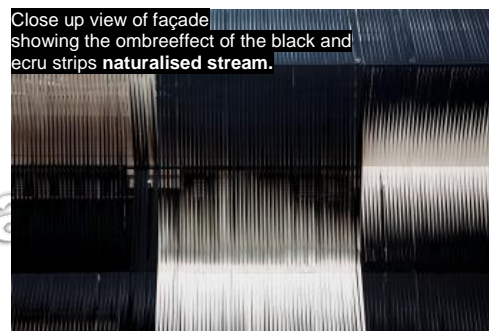 Close up view of façade
showing the ombreeffect of the black and
ecru strips naturalised stream.